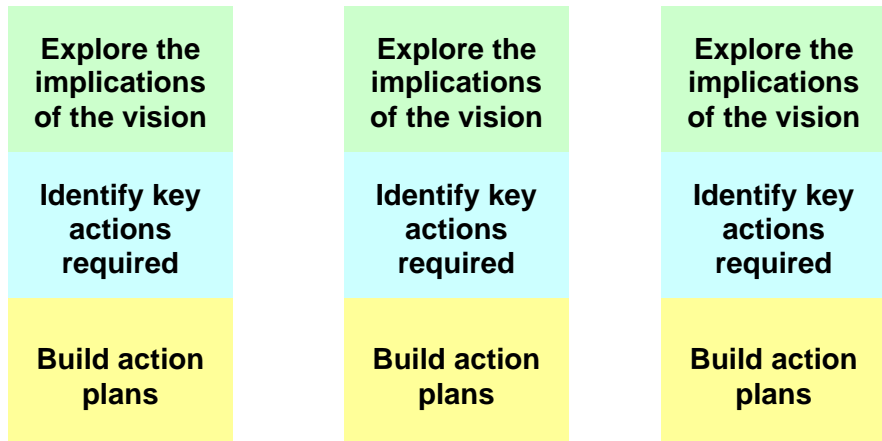 Explore the
implications
of the vision
Identify key
actions
required
Build action
plans
Explore the
implications
of the vision
Identify key
actions
required
Build action
plans
Explore the
implications
of the vision
Identify key
actions
required
Build action
plans